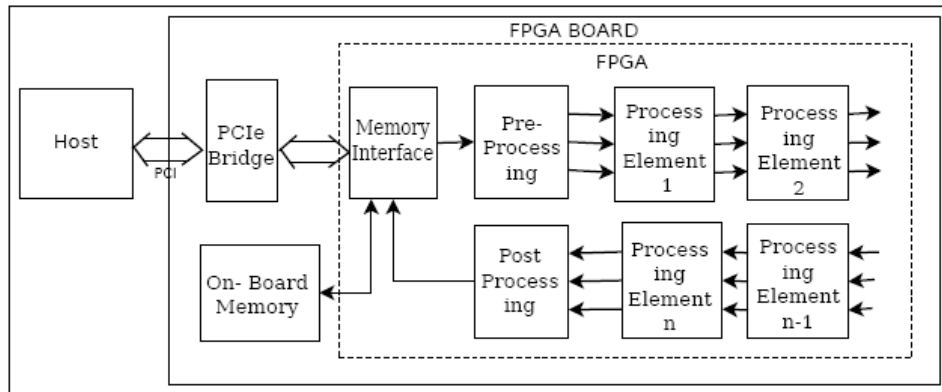 FPGA BOARD
FPGA
Host
PCI
PCIe
Bridge
Memory
Interface
Pre-
Process
ing
Process
ing
Element
1
Process
ing
Element
2
On- Board
Memory
Post
Process
ing
Process
ing
Element
n
Process
ing
Element
n-1